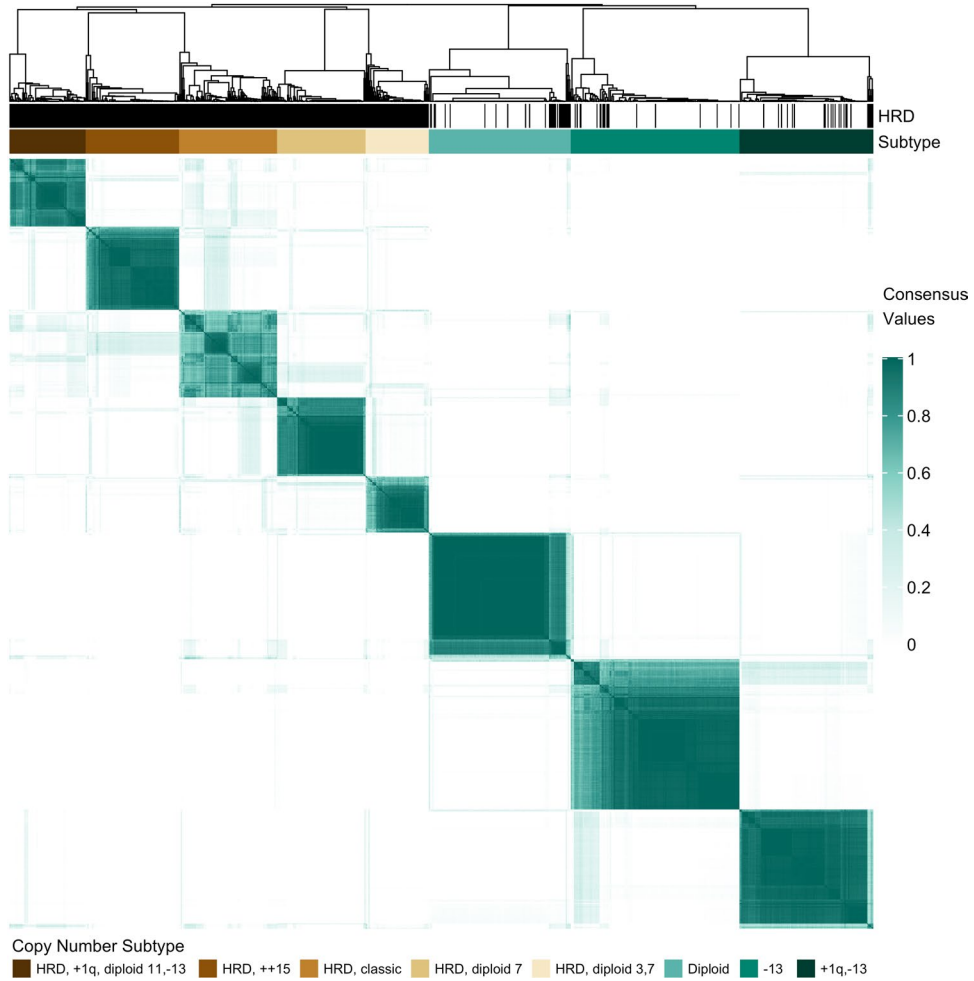 HRD
Subtype
Consensus
Values
1
0.8
0.6
0.4
0.2
0
Copy Number Subtype
HRD, +1q, diploid 11,-13 HRD, ++15 HRD, classic HRD, diploid 7 HRD, diploid 3,7 Diploid -13 +1q,-13